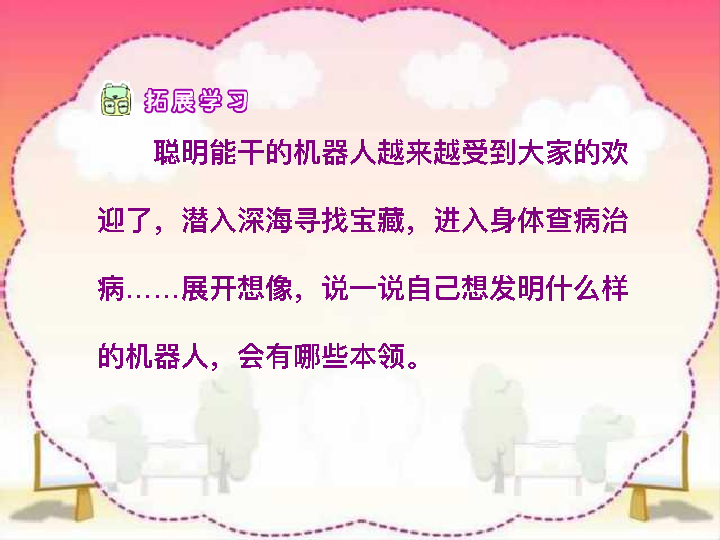 拓展学习
聪明能干的机器人越来越受到大家的欢
迎了，潜入深海寻找宝藏，进入身体查病治
病……展开想像，说一说自己想发明什么样
的机器人，会有哪些本领。